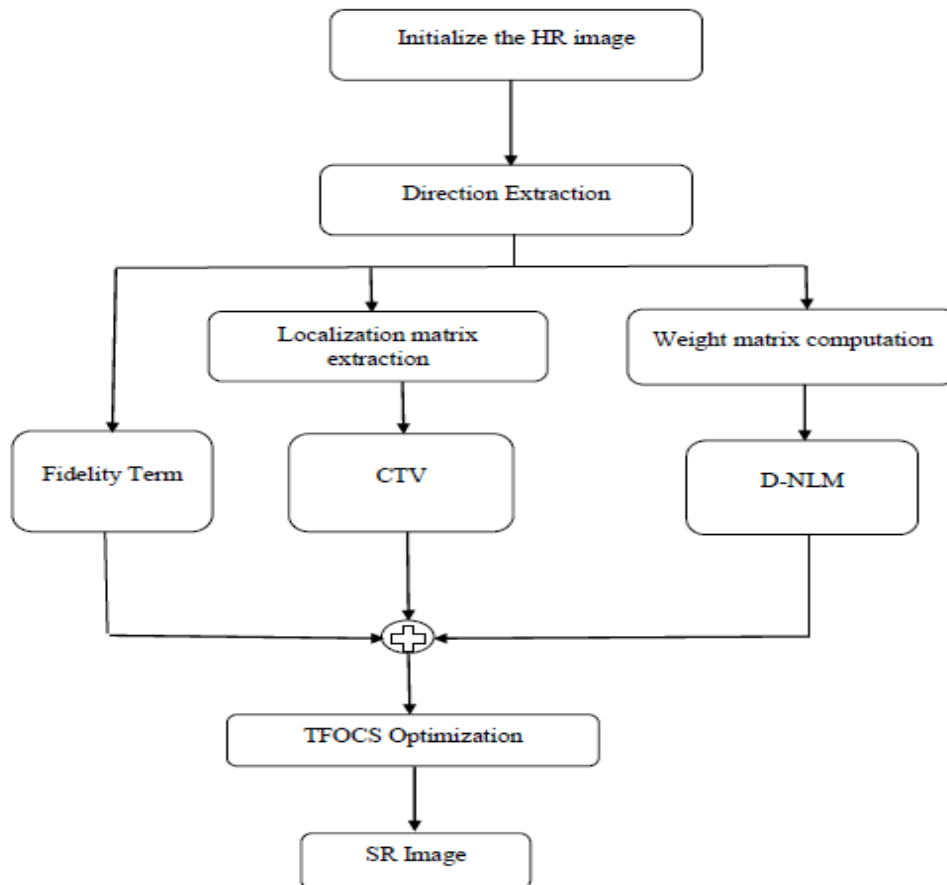 Initialize the HR image
Direction Extraction
Localization matrix
extraction
Weight matrix computation
Fidelity Term
CTV
D-NLM
TFOCS Optimization
SR Image